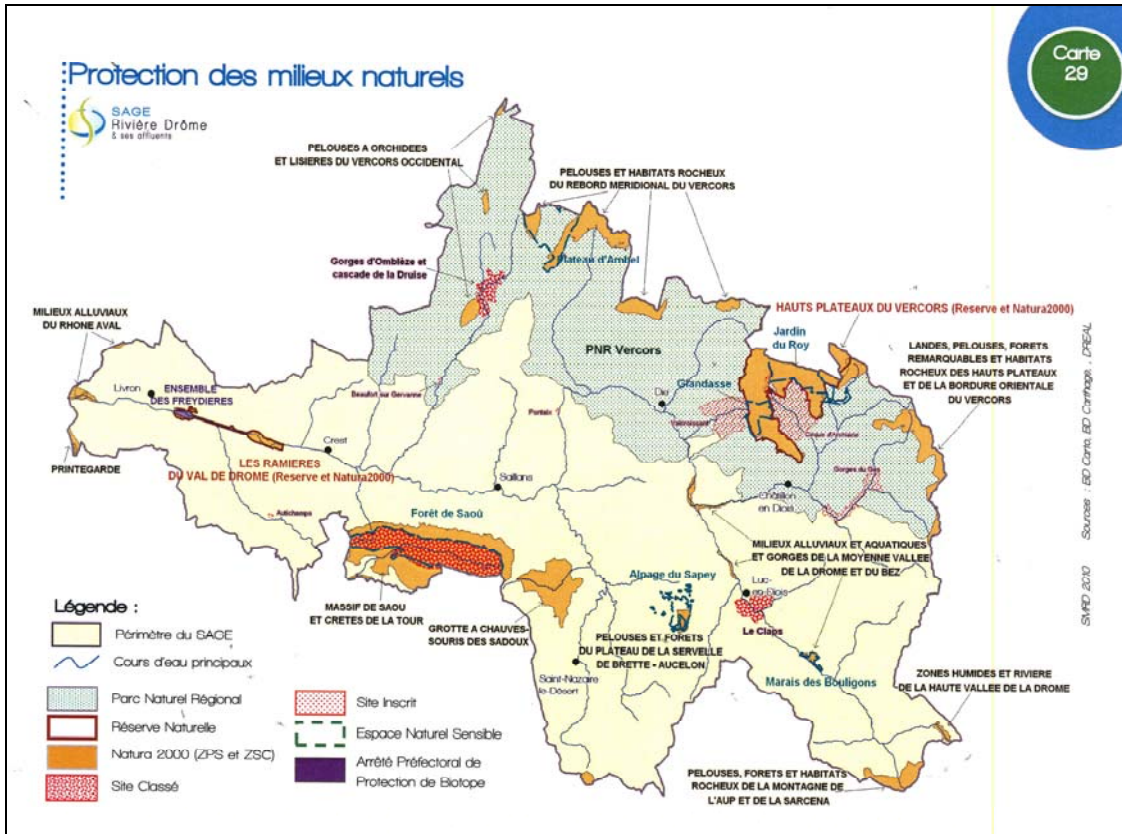 Protection des milieux naturels
SAGE
Rivière Drôme
& ses affluents
Carte
29
PELOUSES A ORCHIDEES
ET LISIERES DU VERCORS OCCIDENTAL
PELOUSES ET HABITATS ROCHEUX
DU REBORD MERIDIONAL DU VERCORS
Plateau d'Ambel
Gorges d'Omblèze et
cascade de la Druise
MILIEUX ALLUVIAUX
DU RHONE AVAL
HAUTS PLATEAUX DU VERCORS (Reserve et Natura2000)
Jardin
du Roy
LANDES, PELOUSES, FORETS
REMARQUABLES ET HABITATS
ROCHEUX DES HAUTS PLATEAUX
ET DE LA BORDURE ORIENTALE
DU VERCORS
PNR Vercors
Glandasse
Livron
ENSEMBLE
DES FREYDIERES
Beaufort sur Gervanne
Pontaix
Die
Valcroissant
PRINTEGARDE
Crest
LES RAMIERES
DU VAL DE DROME (Reserve et Natura2000)
Saillans
Gorges du Gas
Châtillon
en Diois
Autichamps
Forêt de Saoû
MILIEUX ALLUVIAUX ET AQUATIQUES
ET GORGES DE LA MOYENNE VALLEE
DE LA DROME ET DU BEZ
Alpage du Sapey
Luc-
en-Diois
Le Claps
MASSIF DE SAOU
ET CRETES DE LA TOUR
GROTTE A CHAUVES-
SOURIS DES SADOUX
PELOUSES ET FORETS
DU PLATEAU DE LA SERVELLE
DE BRETTE - AUCELON
Saint-Nazaire
le-Désert
Marais des Bouligons
ZONES HUMIDES ET RIVIERE
DE LA HAUTE VALLEE DE LA DROME
PELOUSES, FORETS ET HABITATS
ROCHEUX DE LA MONTAGNE DE
L'AUP ET DE LA SARCENA
Légende :
Périmètre du SAGE
Cours d'eau principaux
Parc Naturel Régional
Réserve Naturelle
Natura 2000 (ZPS et ZSC)
Site Classé
Site Inscrit
Espace Naturel Sensible
Arrêté Préfectoral de
Protection de Biotope
SMRD 2010 Sources : BD Carto, BD Carthage, , DREAL